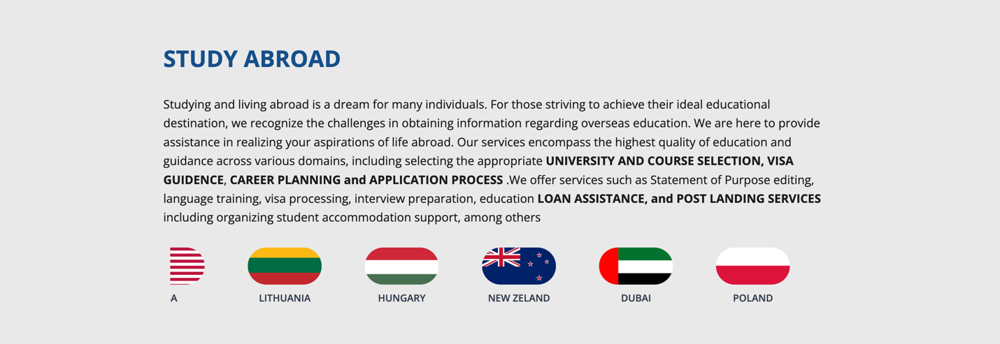 STUDY ABROAD
Studying and living abroad is a dream for many individuals. For those striving to achieve their ideal educational
destination, we recognize the challenges in obtaining information regarding overseas education. We are here to provide
assistance in realizing your aspirations of life abroad. Our services encompass the highest quality of education and
guidance across various domains, including selecting the appropriate UNIVERSITY AND COURSE SELECTION, VISA
GUIDENCE, CAREER PLANNING and APPLICATION PROCESS .We offer services such as Statement of Purpose editing,
language training, visa processing, interview preparation, education LOAN ASSISTANCE, and POST LANDING SERVICES
including organizing student accommodation support, among others
A LITHUANIA HUNGARY NEW ZELAND DUBAI POLAND